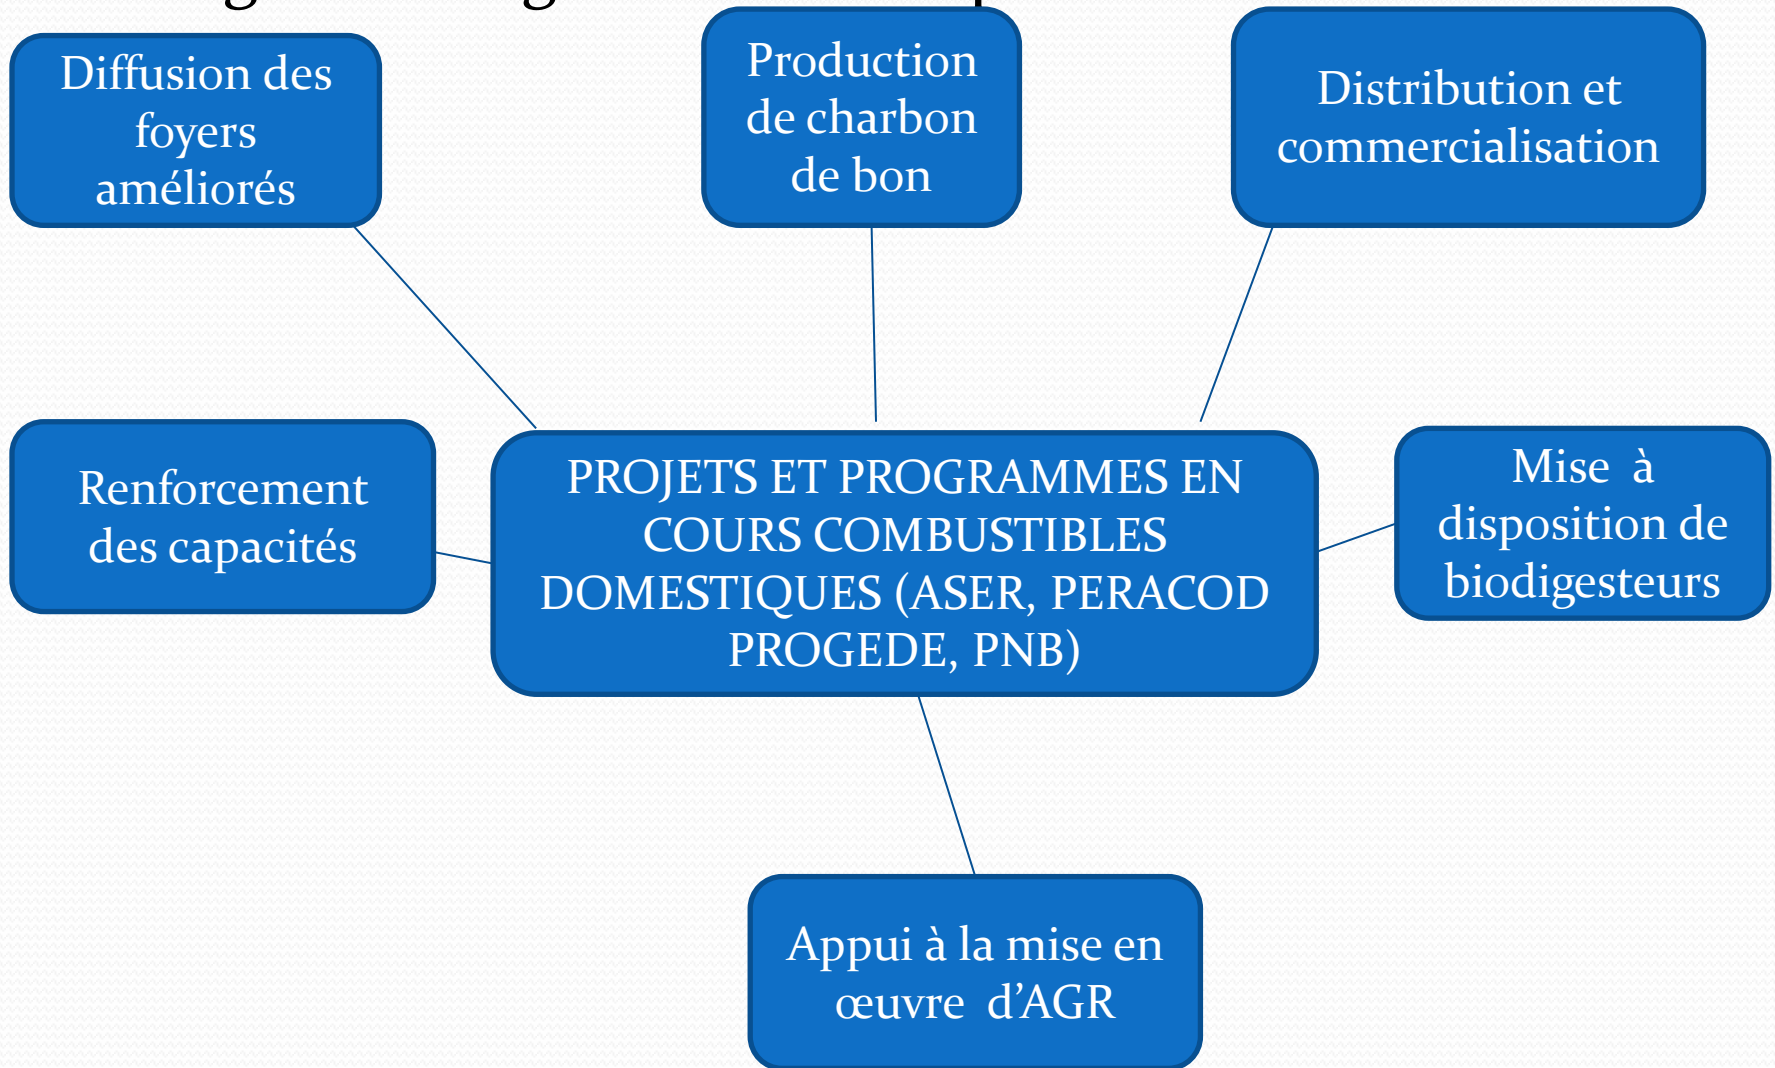 Diffusion des
foyers
améliorés
Production
de charbon
de bon
Distribution et
commercialisation
Renforcement
des capacités
PROJETS ET PROGRAMMES EN
COURS COMBUSTIBLES
DOMESTIQUES (ASER, PERACOD
PROGEDE, PNB)
Mise à
disposition de
biodigesteurs
Appui à la mise en
œuvre d’AGR